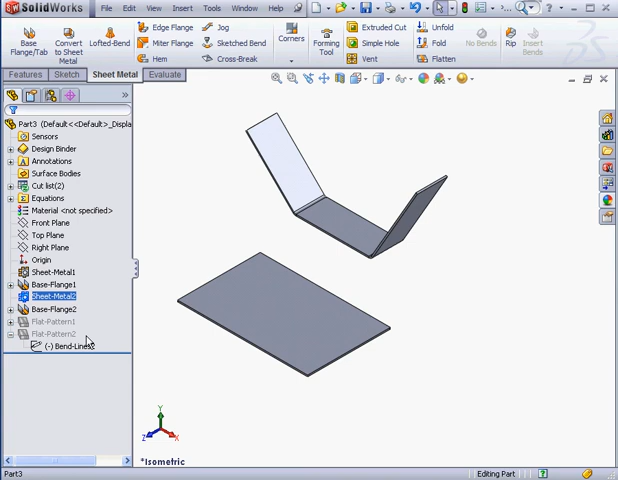 SolidWorks File Edit View Insert Tools Window Help
Base Flange/Tab
Convert to Sheet Metal
Lofted-Bend
Edge Flange
Miter Flange
Hem
Jog
Sketched Bend
Cross-Break
Corners
Forming Tool
Extruded Cut
Simple Hole
Vent
Unfold
Fold
Flatten
No Bends
Rip
Insert Bends
Features Sketch Sheet Metal Evaluate
Part3 (Default<<Default>_Displa
Sensors
Design Binder
Annotations
Surface Bodies
Cut list(2)
Equations
Material <not specified>
Front Plane
Top Plane
Right Plane
Origin
Sheet-Metal1
Base-Flange1
Sheet-Metal2
Base-Flange2
Flat-Pattern1
Flat-Pattern2
(-) Bend-Lines2
Y
Z X
*Isometric
Part3 Editing Part